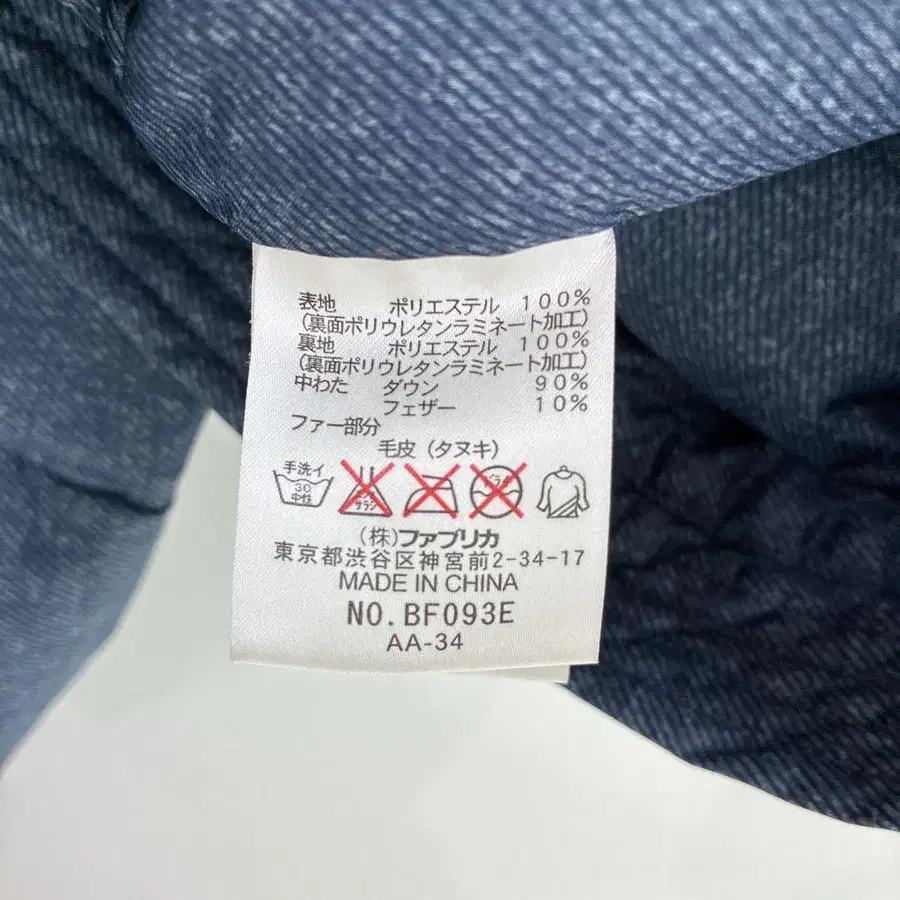 表地 ポリエステル 100%
(裏面ポリウレタンラミネート加工)
裏地 ポリエステル 100%
(裏面ポリウレタンラミネート加工)
中わた ダウン 90%
フェザー 10%
ファー部分
毛皮 (タヌキ)
手洗イ
30
中性
(株)ファブリカ
東京都渋谷区神宮前2-34-17
MADE IN CHINA
NO. BF093E
AA-34